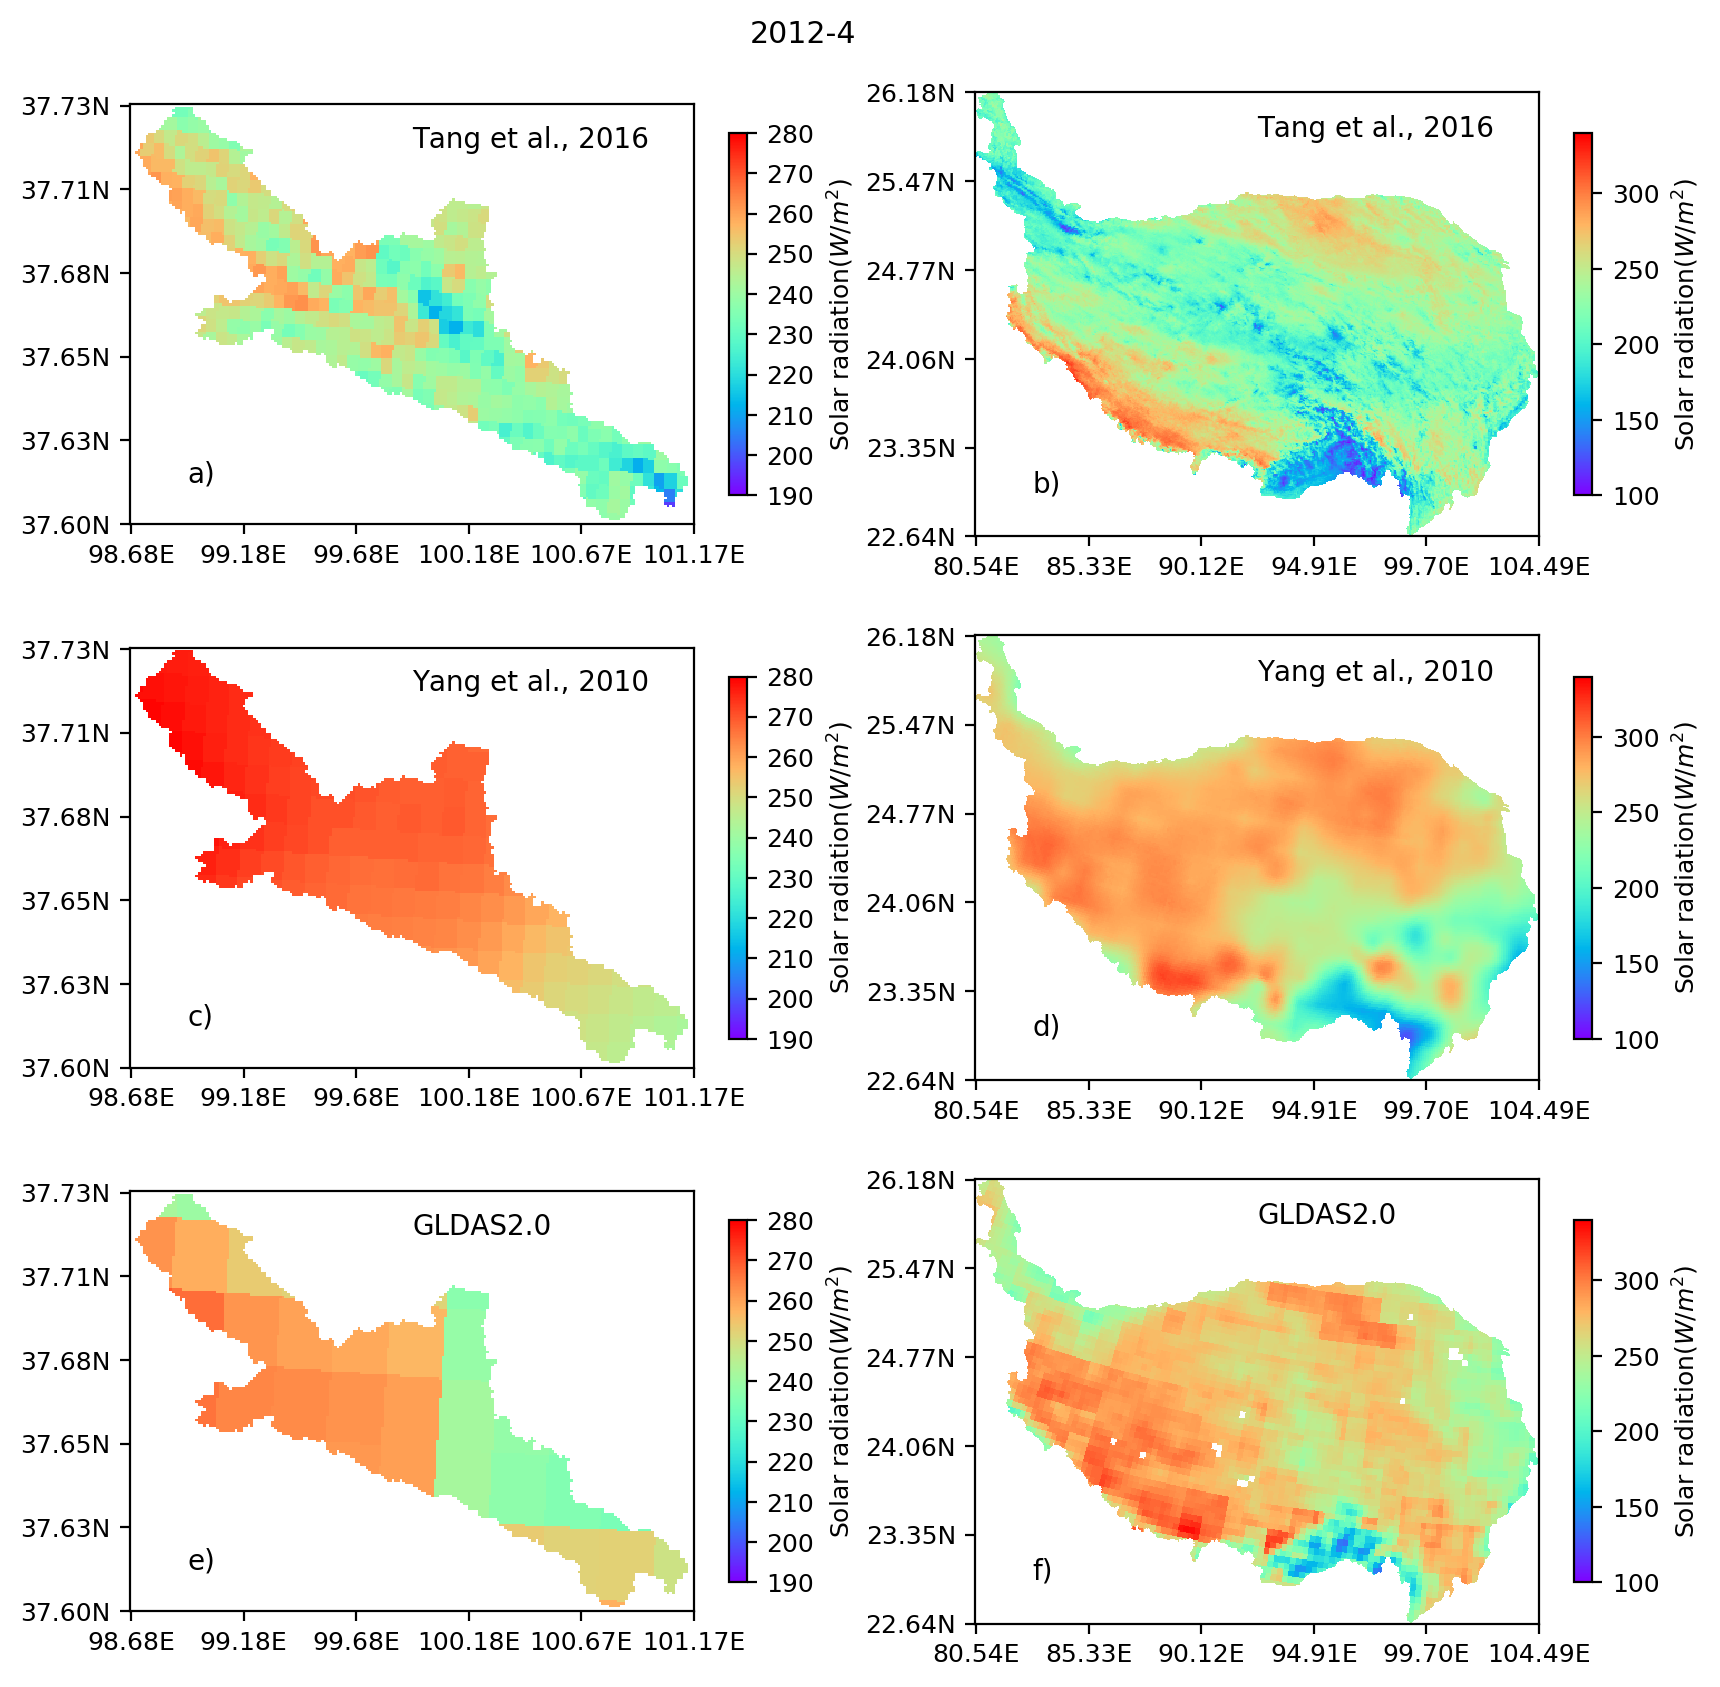 2012-4
37.73N
37.71N
37.68N
37.65N
37.63N
37.60N
98.68E 99.18E 99.68E 100.18E 100.67E 101.17E
Tang et al., 2016
a)
280
270
260
250
240
230
220
210
200
190
Solar radiation(W/m²)
26.18N
25.47N
24.77N
24.06N
23.35N
22.64N
80.54E 85.33E 90.12E 94.91E 99.70E 104.49E
Tang et al., 2016
b)
300
250
200
150
100
Solar radiation(W/m²)
37.73N
37.71N
37.68N
37.65N
37.63N
37.60N
98.68E 99.18E 99.68E 100.18E 100.67E 101.17E
Yang et al., 2010
c)
280
270
260
250
240
230
220
210
200
190
Solar radiation(W/m²)
26.18N
25.47N
24.77N
24.06N
23.35N
22.64N
80.54E 85.33E 90.12E 94.91E 99.70E 104.49E
Yang et al., 2010
d)
300
250
200
150
100
Solar radiation(W/m²)
37.73N
37.71N
37.68N
37.65N
37.63N
37.60N
98.68E 99.18E 99.68E 100.18E 100.67E 101.17E
GLDAS2.0
e)
280
270
260
250
240
230
220
210
200
190
Solar radiation(W/m²)
26.18N
25.47N
24.77N
24.06N
23.35N
22.64N
80.54E 85.33E 90.12E 94.91E 99.70E 104.49E
GLDAS2.0
f)
300
250
200
150
100
Solar radiation(W/m²)